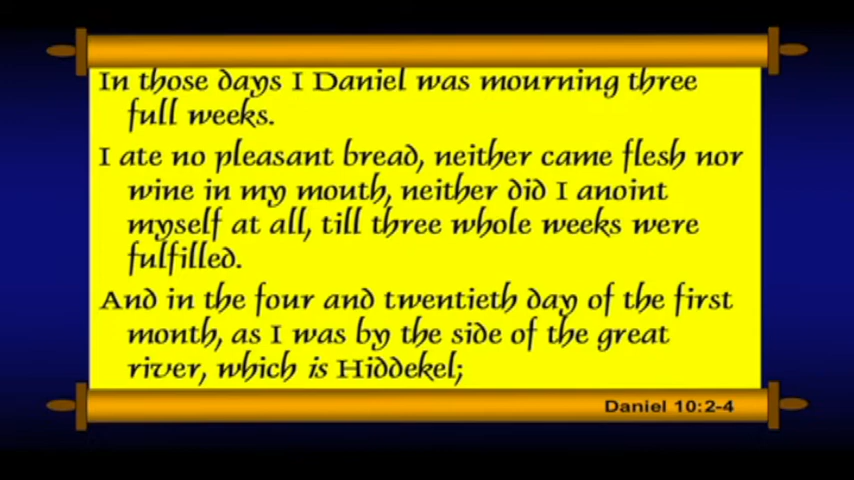 In those days I Daniel was mourning three
full weeks.
I ate no pleasant bread, neither came flesh nor
wine in my mouth, neither did I anoint
myself at all, till three whole weeks were
fulfilled.
And in the four and twentieth day of the first
month, as I was by the side of the great
river, which is Hiddekel;
Daniel 10:2-4